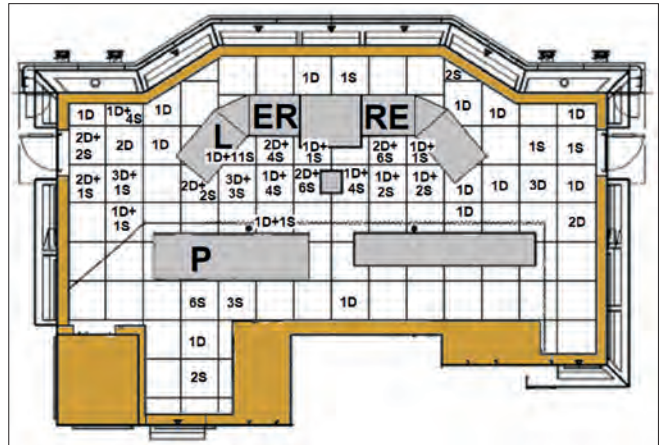 1D 1S 2S
1D 1D+ 4S 1D ER RE 1D 1D 1D
2D+ 2S 2D 1D L 1D+11S 2D+ 4S 1D+ 1S 2D+ 6S 1D+ 1S 1S 1S
2D+ 1S 3D+ 1S 2D+ 2S 3D+ 3S 1D+ 4S 2D+ 6S 1D+ 4S 1D+ 2S 1D+ 2S 1D 1D 3D 1D
1D+ 1S 1D+1S 1D 2D
P
6S 3S 1D
1D
2S